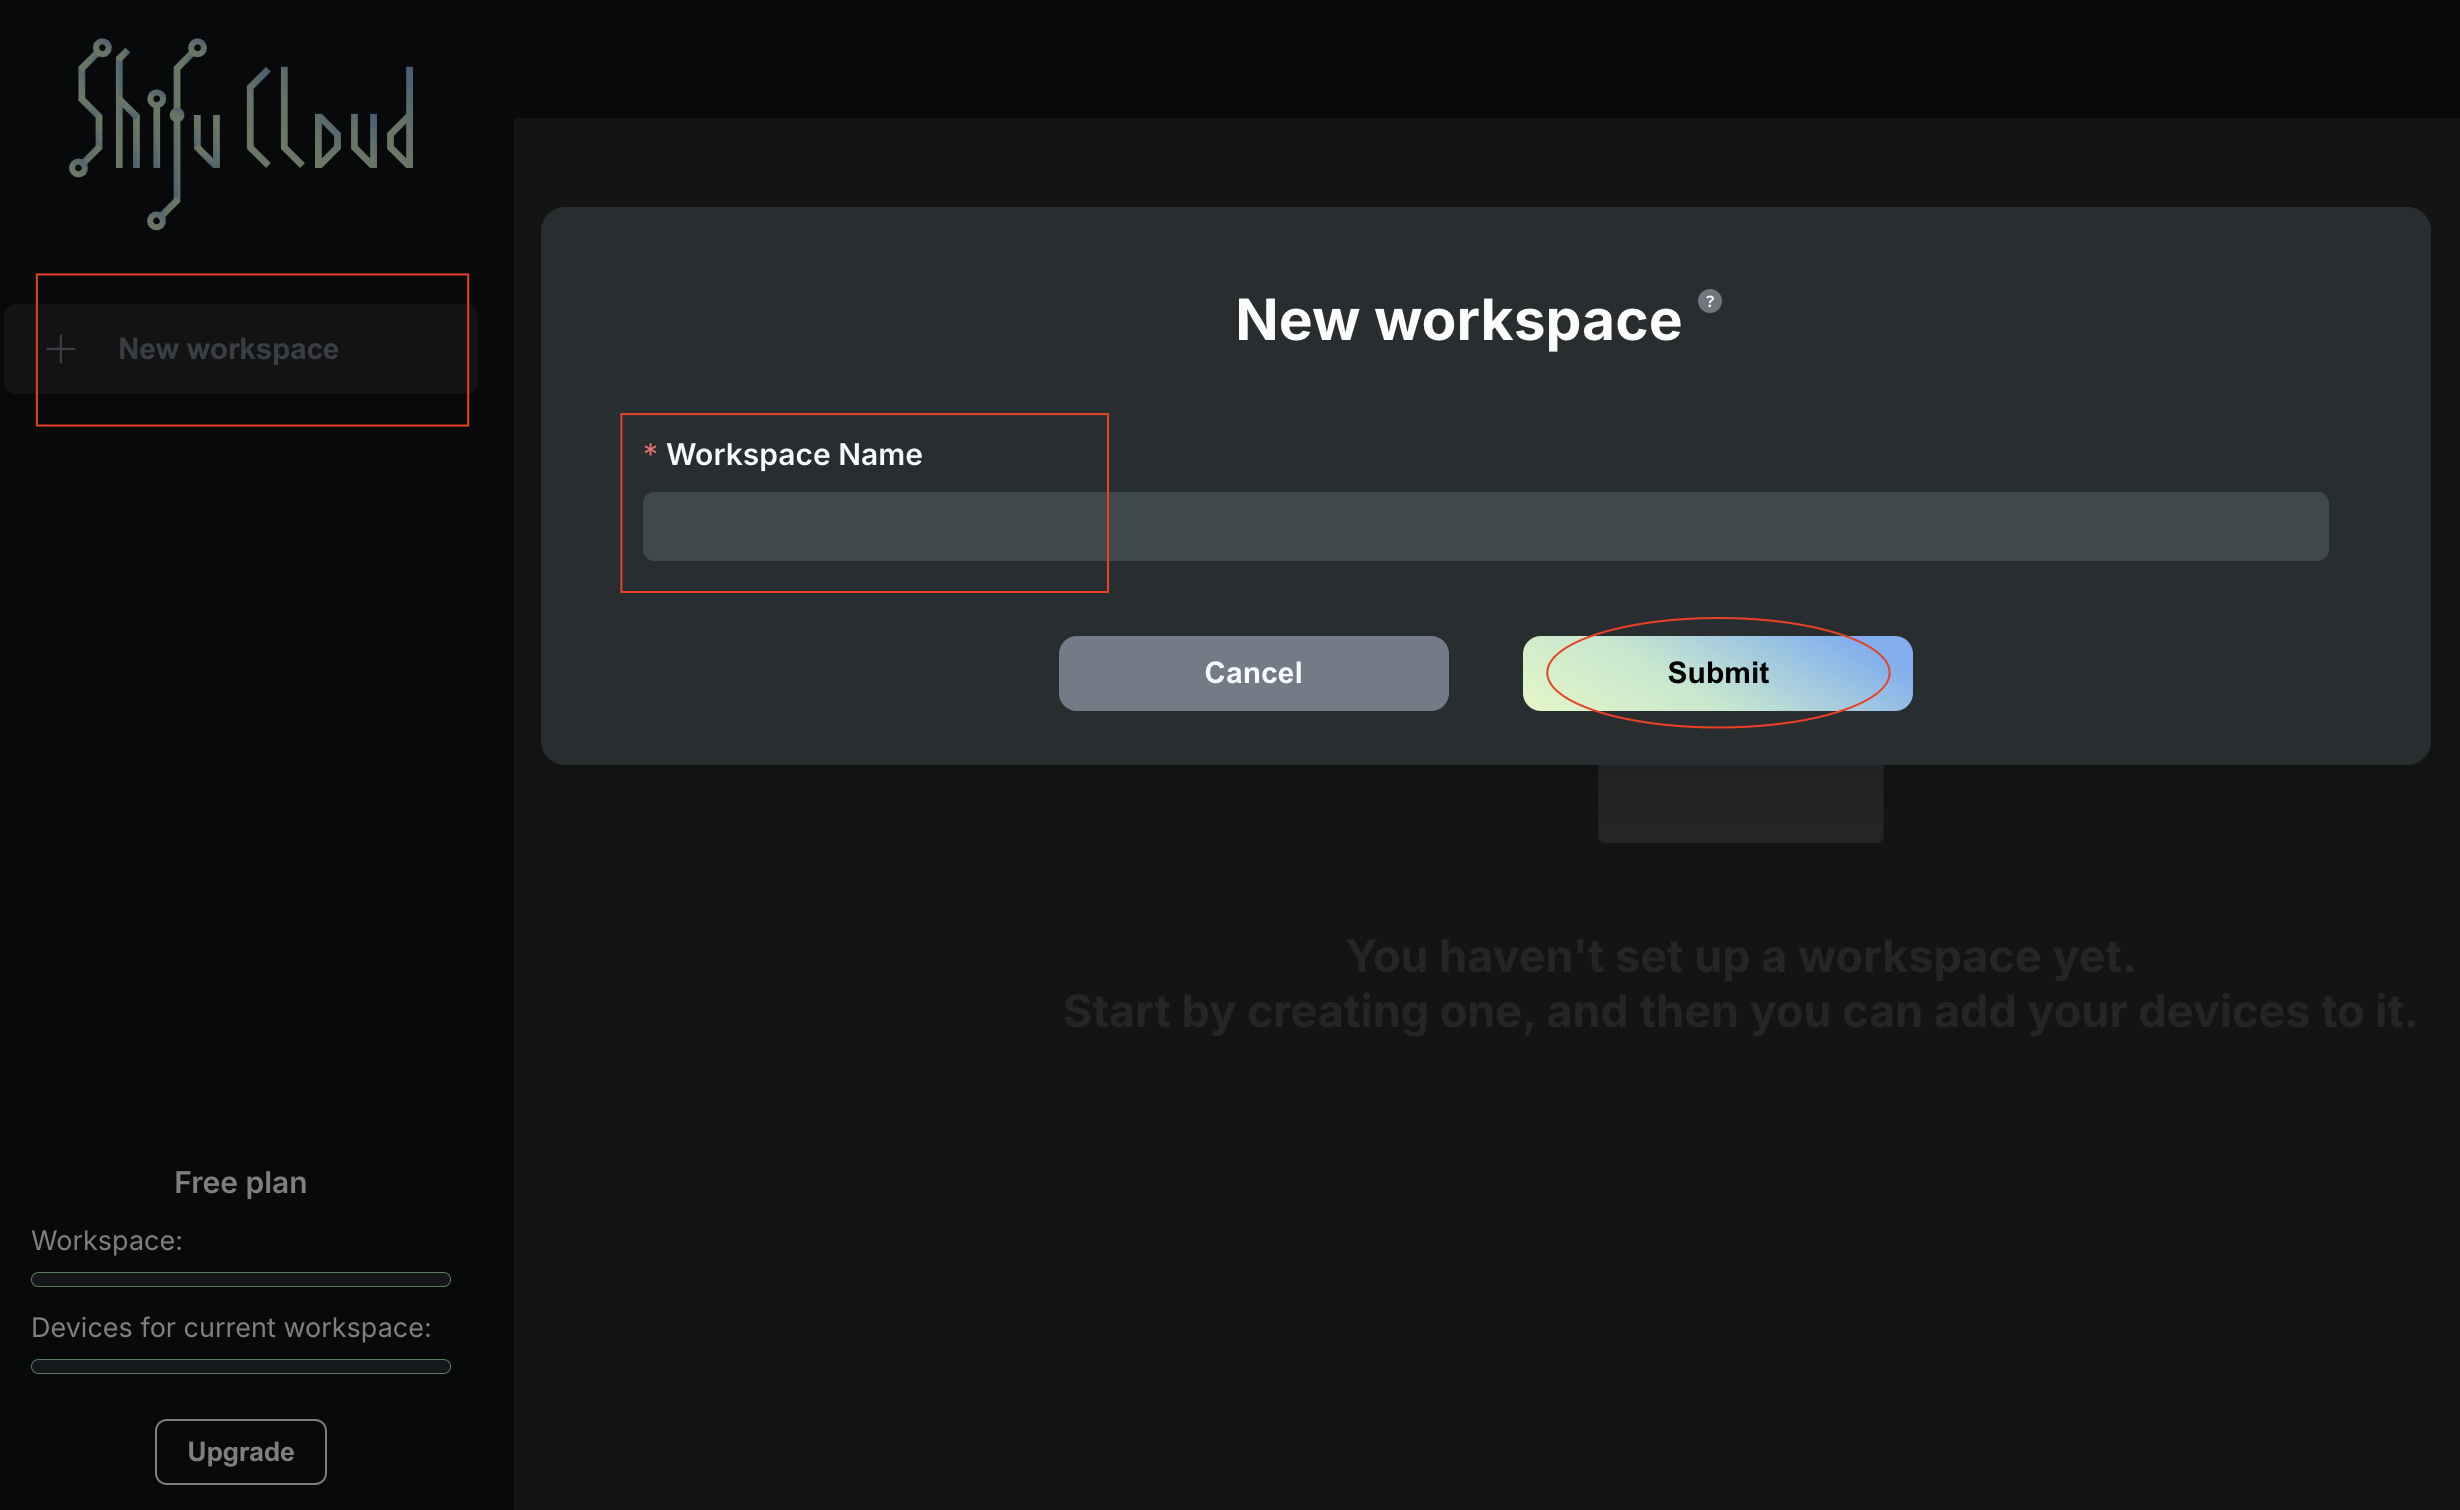 Shifu Cloud
New workspace
New workspace ?
* Workspace Name
Cancel
Submit
You haven't set up a workspace yet.
Start by creating one, and then you can add your devices to it.
Free plan
Workspace:
Devices for current workspace:
Upgrade